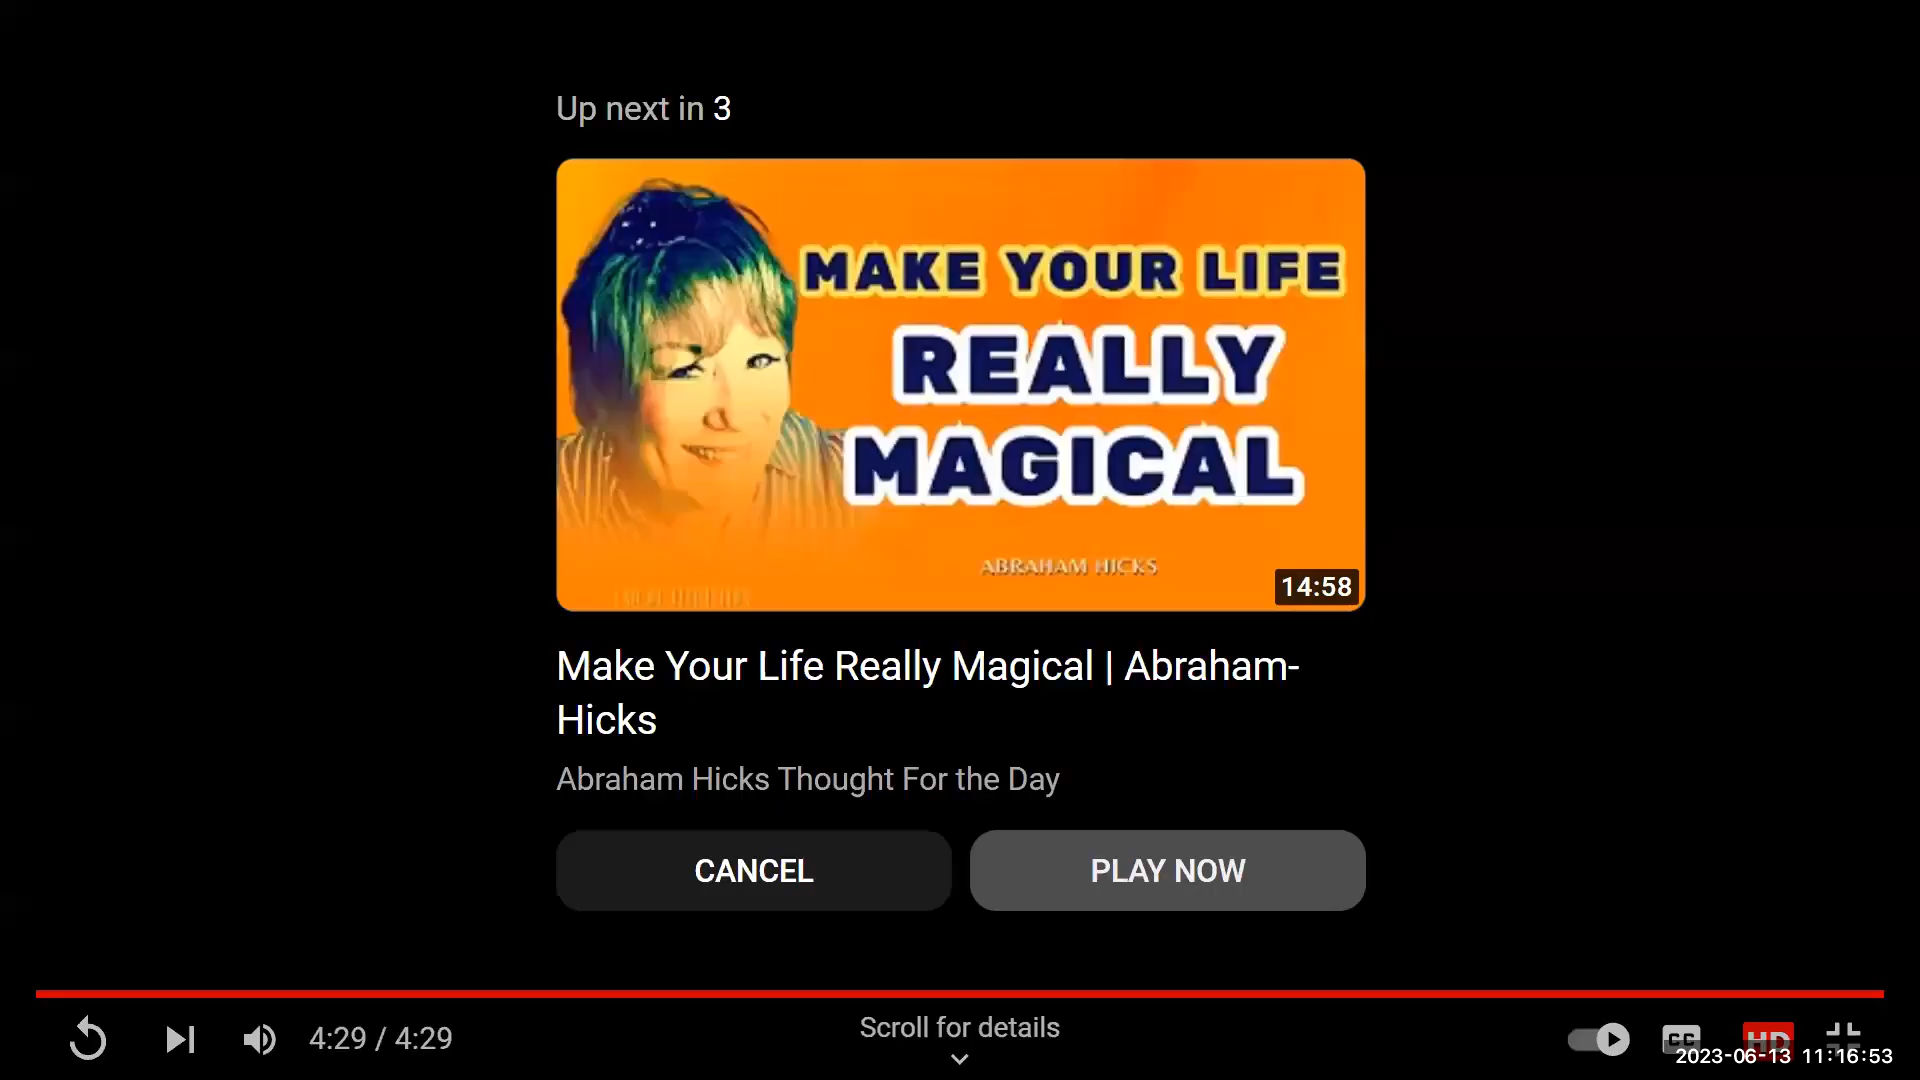 Up next in 3
MAKE YOUR LIFE
REALLY
MAGICAL
ABRAHAM HICKS
14:58
Make Your Life Really Magical | Abraham-
Hicks
Abraham Hicks Thought For the Day
CANCEL
PLAY NOW
4:29 / 4:29
Scroll for details
CC
HD
2023-06-13 11:16:53